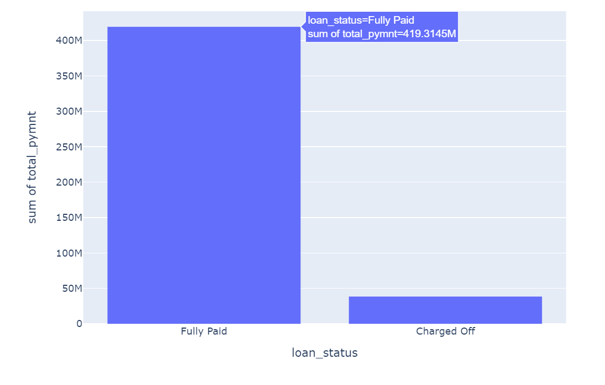 loan_status=Fully Paid
sum of total_pymnt=419.3145M
400M
350M
300M
250M
200M
150M
100M
50M
0
sum of total_pymnt
Fully Paid
Charged Off
loan_status